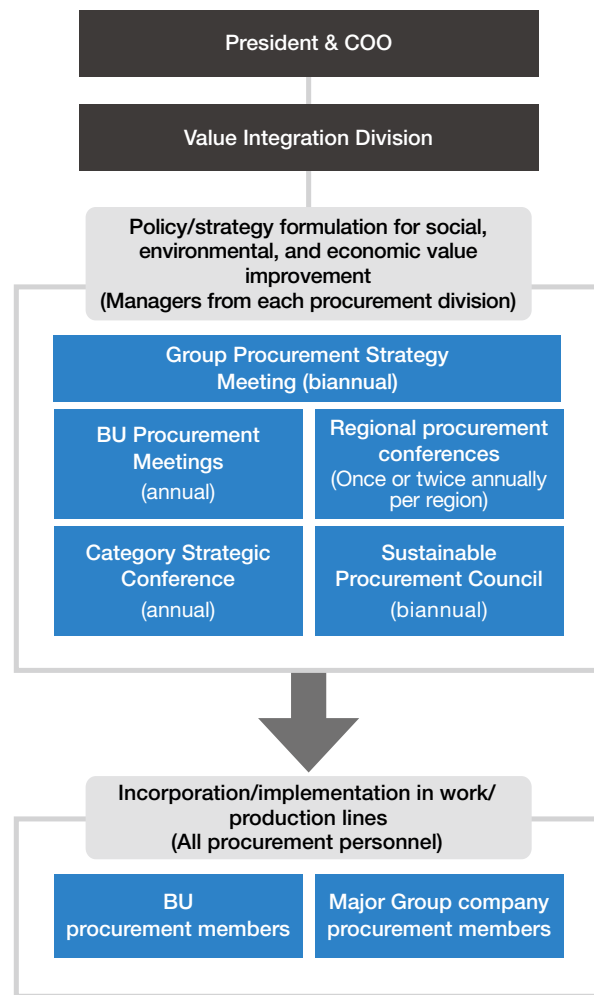 President & COO
Value Integration Division
Policy/strategy formulation for social,
environmental, and economic value
improvement
(Managers from each procurement division)
Group Procurement Strategy
Meeting (biannual)
BU Procurement
Meetings
(annual)
Regional procurement
conferences
(Once or twice annually
per region)
Category Strategic
Conference
(annual)
Sustainable
Procurement Council
(biannual)
Incorporation/implementation in work/
production lines
(All procurement personnel)
BU
procurement members
Major Group company
procurement members